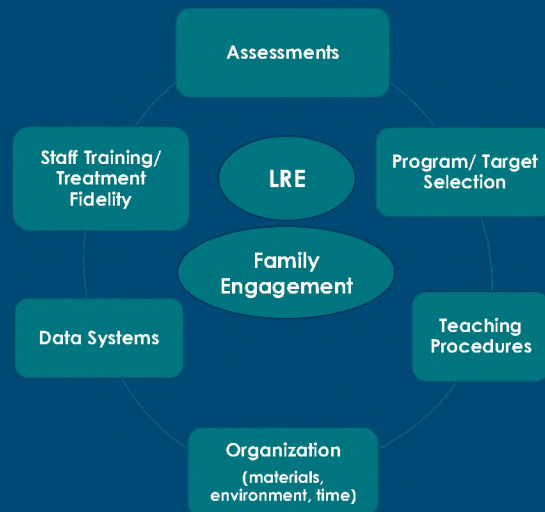 Assessments
Staff Training/
Treatment
Fidelity
LRE
Program/ Target
Selection
Family
Engagement
Data Systems
Teaching
Procedures
Organization
(materials,
environment, time)